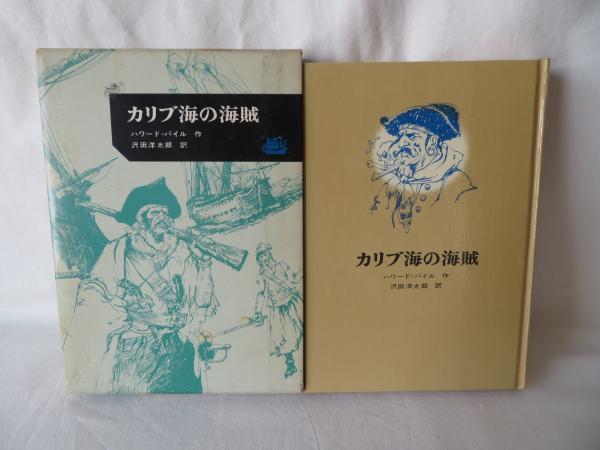 カリブ海の海賊
ハワード=パイル 作
沢田洋太郎 訳
カリブ海の海賊
ハワード=パイル 作
沢田洋太郎 訳